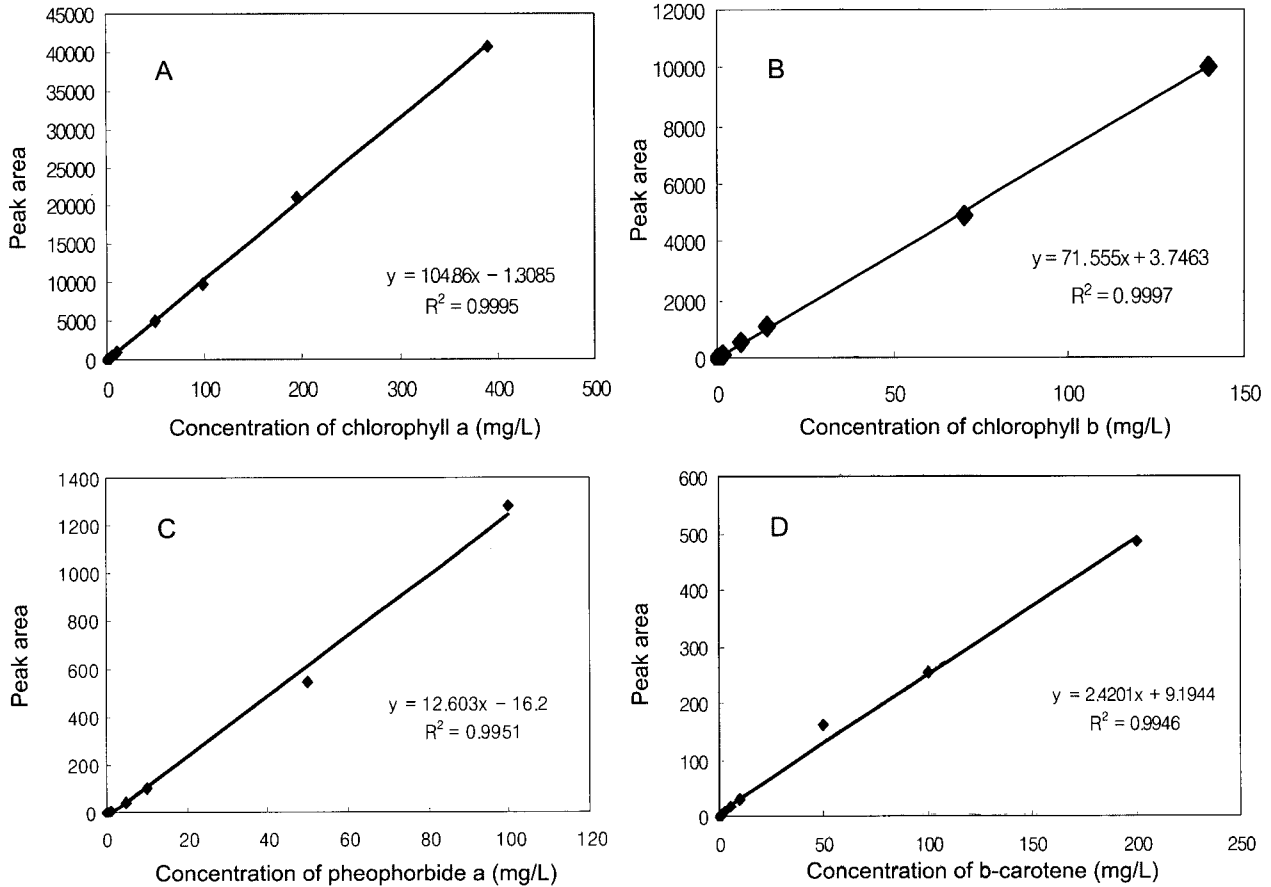 45000
40000
35000
30000
25000
20000
15000
10000
5000
0
Peak area
A
y = 104.86x − 1.3085
R² = 0.9995
0 100 200 300 400 500
Concentration of chlorophyll a (mg/L)
12000
10000
8000
6000
4000
2000
0
Peak area
B
y = 71.555x + 3.7463
R² = 0.9997
0 50 100 150
Concentration of chlorophyll b (mg/L)
1400
1200
1000
800
600
400
200
0
Peak area
C
y = 12.603x − 16.2
R² = 0.9951
0 20 40 60 80 100 120
Concentration of pheophorbide a (mg/L)
600
500
400
300
200
100
0
Peak area
D
y = 2.4201x + 9.1944
R² = 0.9946
0 50 100 150 200 250
Concentration of b-carotene (mg/L)